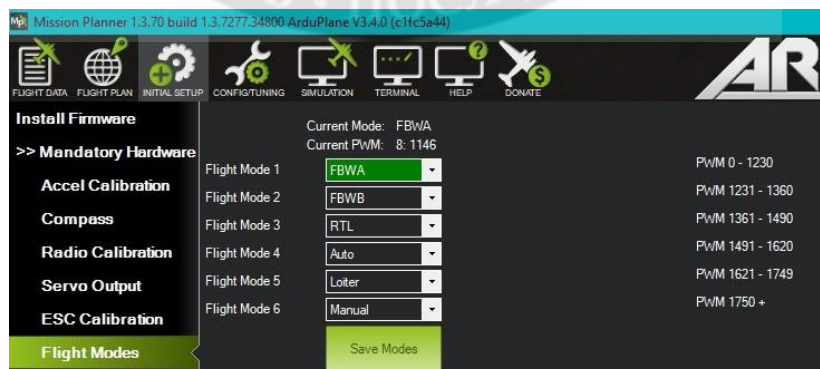 Mission Planner 1.3.70 build 1.3.7277.34800 ArduPlane V3.4.0 (c1fc5a44)
FLIGHT DATA FLIGHT PLAN INITIAL SETUP CONFIG/TUNING SIMULATION TERMINAL HELP DONATE
AR
Install Firmware
>> Mandatory Hardware
Accel Calibration
Compass
Radio Calibration
Servo Output
ESC Calibration
Flight Modes
Current Mode: FBWA
Current PWM: 8: 1146
Flight Mode 1 FBWA PWM 0 - 1230
Flight Mode 2 FBWB PWM 1231 - 1360
Flight Mode 3 RTL PWM 1361 - 1490
Flight Mode 4 Auto PWM 1491 - 1620
Flight Mode 5 Loiter PWM 1621 - 1749
Flight Mode 6 Manual PWM 1750 +
Save Modes